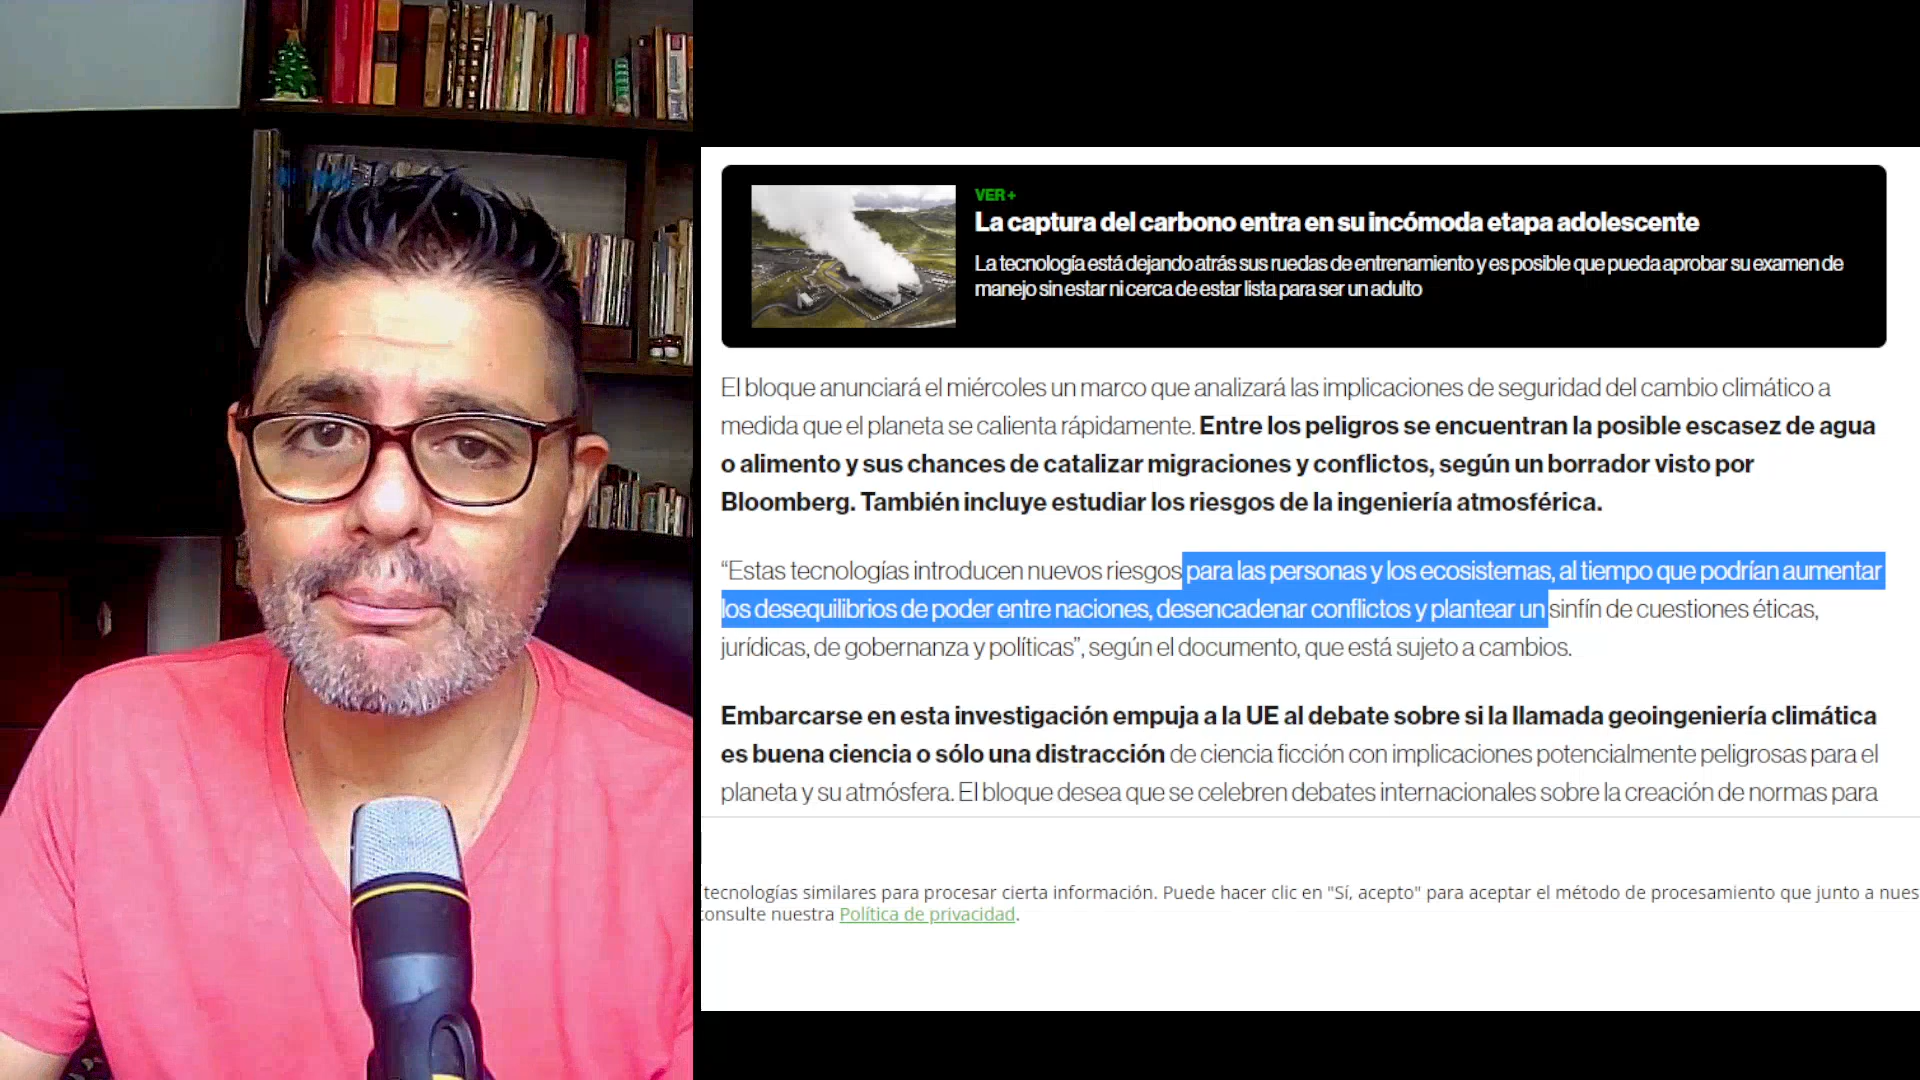 VER+
La captura del carbono entra en su incómoda etapa adolescente
La tecnología está dejando atrás sus ruedas de entrenamiento y es posible que pueda aprobar su examen de
manejo sin estar ni cerca de estar lista para ser un adulto
El bloque anunciará el miércoles un marco que analizará las implicaciones de seguridad del cambio climático a
medida que el planeta se calienta rápidamente. Entre los peligros se encuentran la posible escasez de agua
o alimento y sus chances de catalizar migraciones y conflictos, según un borrador visto por
Bloomberg. También incluye estudiar los riesgos de la ingeniería atmosférica.
“Estas tecnologías introducen nuevos riesgos para las personas y los ecosistemas, al tiempo que podrían aumentar
los desequilibrios de poder entre naciones, desencadenar conflictos y plantear un sinfín de cuestiones éticas,
jurídicas, de gobernanza y políticas”, según el documento, que está sujeto a cambios.
Embarcarse en esta investigación empuja a la UE al debate sobre si la llamada geoingeniería climática
es buena ciencia o sólo una distracción de ciencia ficción con implicaciones potencialmente peligrosas para el
planeta y su atmósfera. El bloque desea que se celebren debates internacionales sobre la creación de normas para
tecnologías similares para procesar cierta información. Puede hacer clic en "Sí, acepto" para aceptar el método de procesamiento que junto a nues
consulte nuestra Política de privacidad.